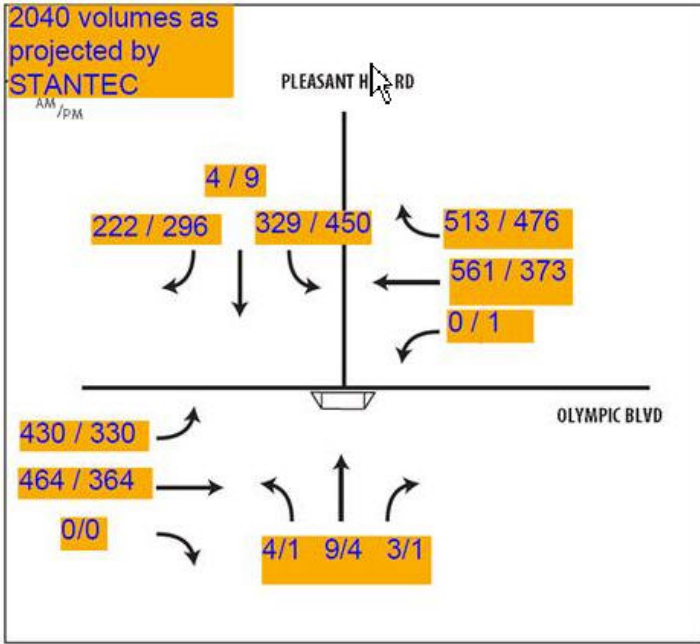 2040 volumes as
projected by
STANTEC
AM/PM
PLEASANT RD
4 / 9
222 / 296
329 / 450
513 / 476
561 / 373
0 / 1
OLYMPIC BLVD
430 / 330
464 / 364
0/0
4/1 9/4 3/1